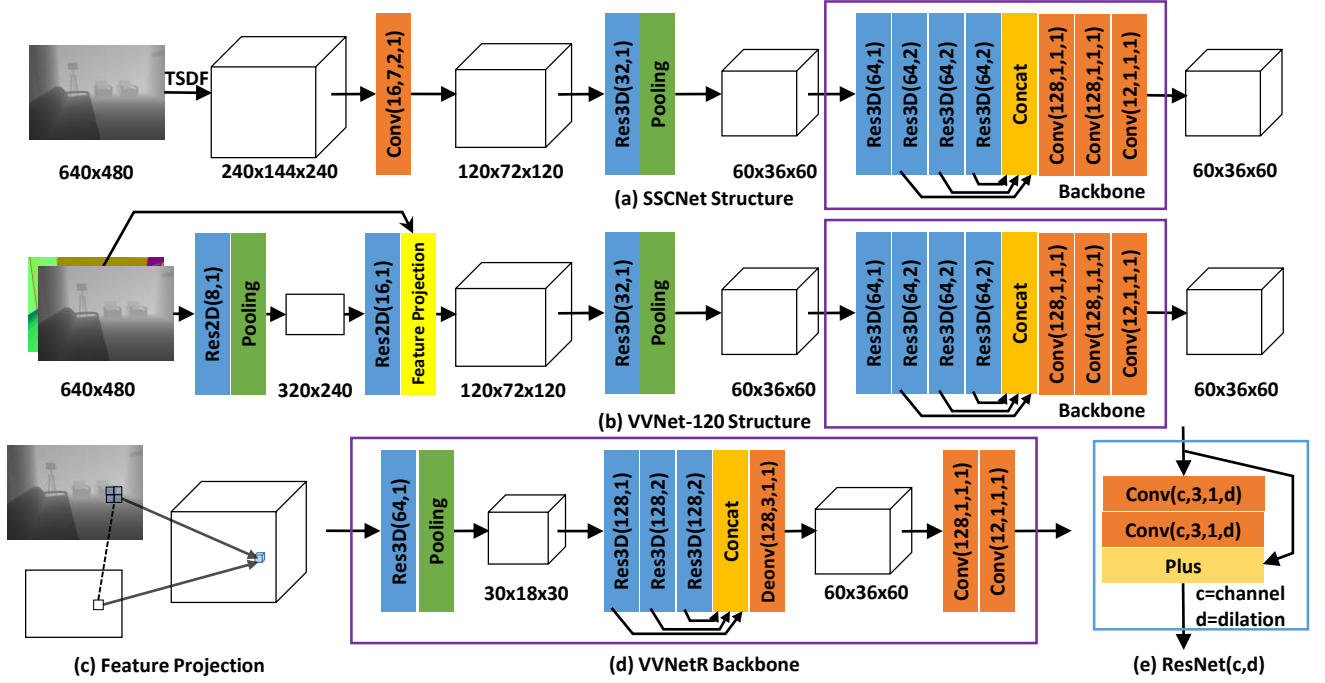 TSDF
640x480
240x144x240
Conv(16,7,2,1)
120x72x120
Res3D(32,1)
Pooling
60x36x60
Res3D(64,1)
Res3D(64,2)
Res3D(64,2)
Res3D(64,2)
Concat
Conv(128,1,1,1)
Conv(128,1,1,1)
Conv(12,1,1,1)
Backbone
60x36x60
(a) SSCNet Structure
640x480
Res2D(8,1)
Pooling
320x240
Res2D(16,1)
Feature Projection
120x72x120
Res3D(32,1)
Pooling
60x36x60
Res3D(64,1)
Res3D(64,2)
Res3D(64,2)
Res3D(64,2)
Concat
Conv(128,1,1,1)
Conv(128,1,1,1)
Conv(12,1,1,1)
Backbone
60x36x60
(b) VVNet-120 Structure
(c) Feature Projection
Res3D(64,1)
Pooling
30x18x30
Res3D(128,1)
Res3D(128,2)
Res3D(128,2)
Concat
Deonv(128,3,1,1)
60x36x60
Conv(128,1,1,1)
Conv(12,1,1,1)
(d) VVNetR Backbone
Conv(c,3,1,d)
Conv(c,3,1,d)
Plus
c=channel
d=dilation
(e) ResNet(c,d)